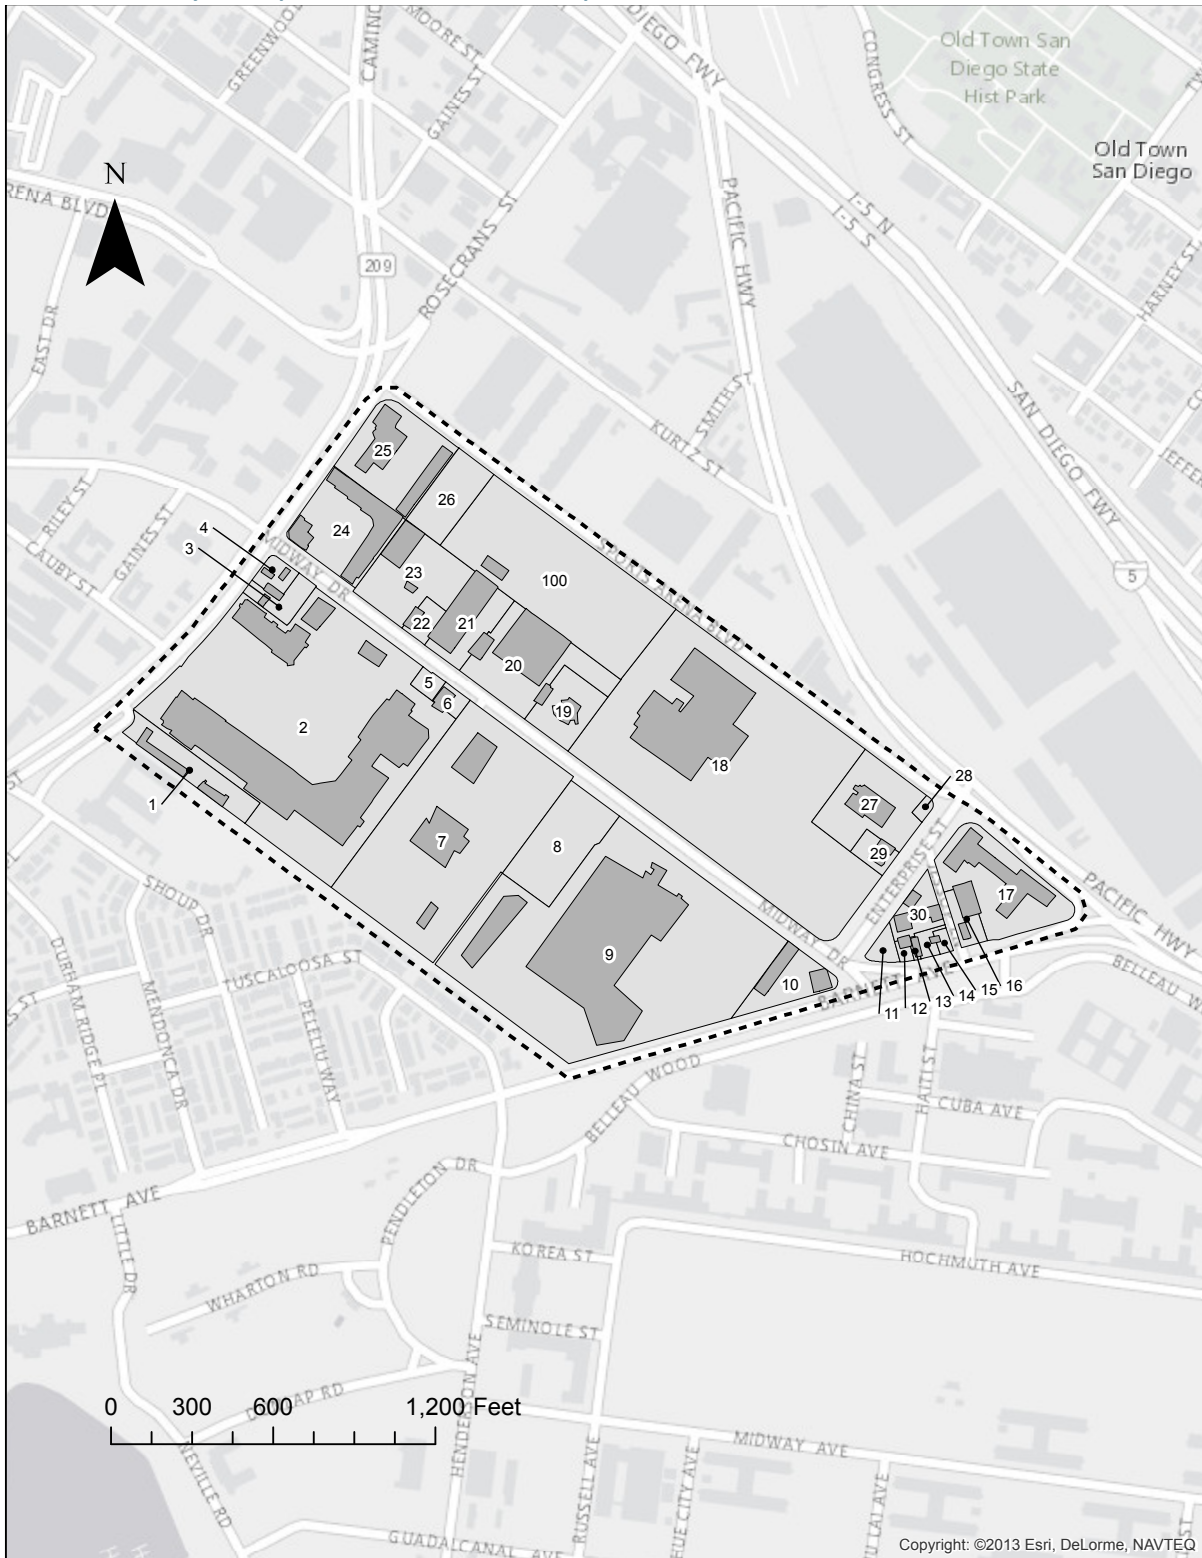 GREENWOOD
CAMINO
MOORE ST
GAINES ST
DIEGO FWY
CONGRESS ST
Old Town San
Diego State
Hist Park
Old Town
San Diego
N
RENA BLVD
209
ROSECRANS ST
PACIFIC HWY
I-5 N
I-5 S
HARNEY ST
EAST DR
SMITH ST
KURTZ ST
SAN DIEGO FWY
JEFFER
5
RILEY ST
GAINES ST
CAUBY ST
MIDWAY DR
SPORTS ARENA BLVD
25
26
24
4
3
23
100
22
21
20
5
6
19
2
18
1
7
8
27
28
29
ENTERPRISE ST
17
30
9
10
MIDWAY DR
BARNETT AVE
PACIFIC HWY
11
12
13
14
15
16
SHOUP DR
TUSCALOOSA ST
DURHAM RIDGE PL
MENDONCA DR
PELELIU WAY
BELLEAU W
BELLEAU WOOD
CHINA ST
HAITI ST
CUBA AVE
CHOSIN AVE
BARNETT AVE
PENDLETON DR
LITTLE DR
KOREA ST
HOCHMUTH AVE
WHARTON RD
SEMINOLE ST
0 300 600 1,200 Feet
HENDERSON AVE
MIDWAY AVE
NEVILLE RD
RUSSELL AVE
HUE CITY AVE
GUADALCANAL AVE
Copyright: ©2013 Esri, DeLorme, NAVTEQ